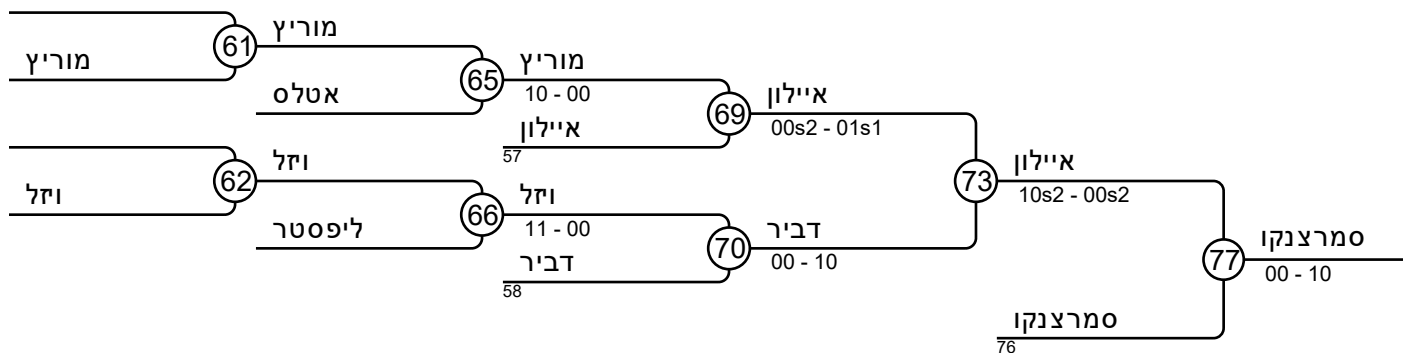 מוריץ
61
מוריץ
אטלס
65
מוריץ
10 - 00
איילון
57
69
איילון
00s2 - 01s1
ויזל
62
ויזל
ליפסטר
66
ויזל
11 - 00
דביר
58
70
דביר
00 - 10
73
איילון
10s2 - 00s2
סמרצנקו
76
77
סמרצנקו
00 - 10